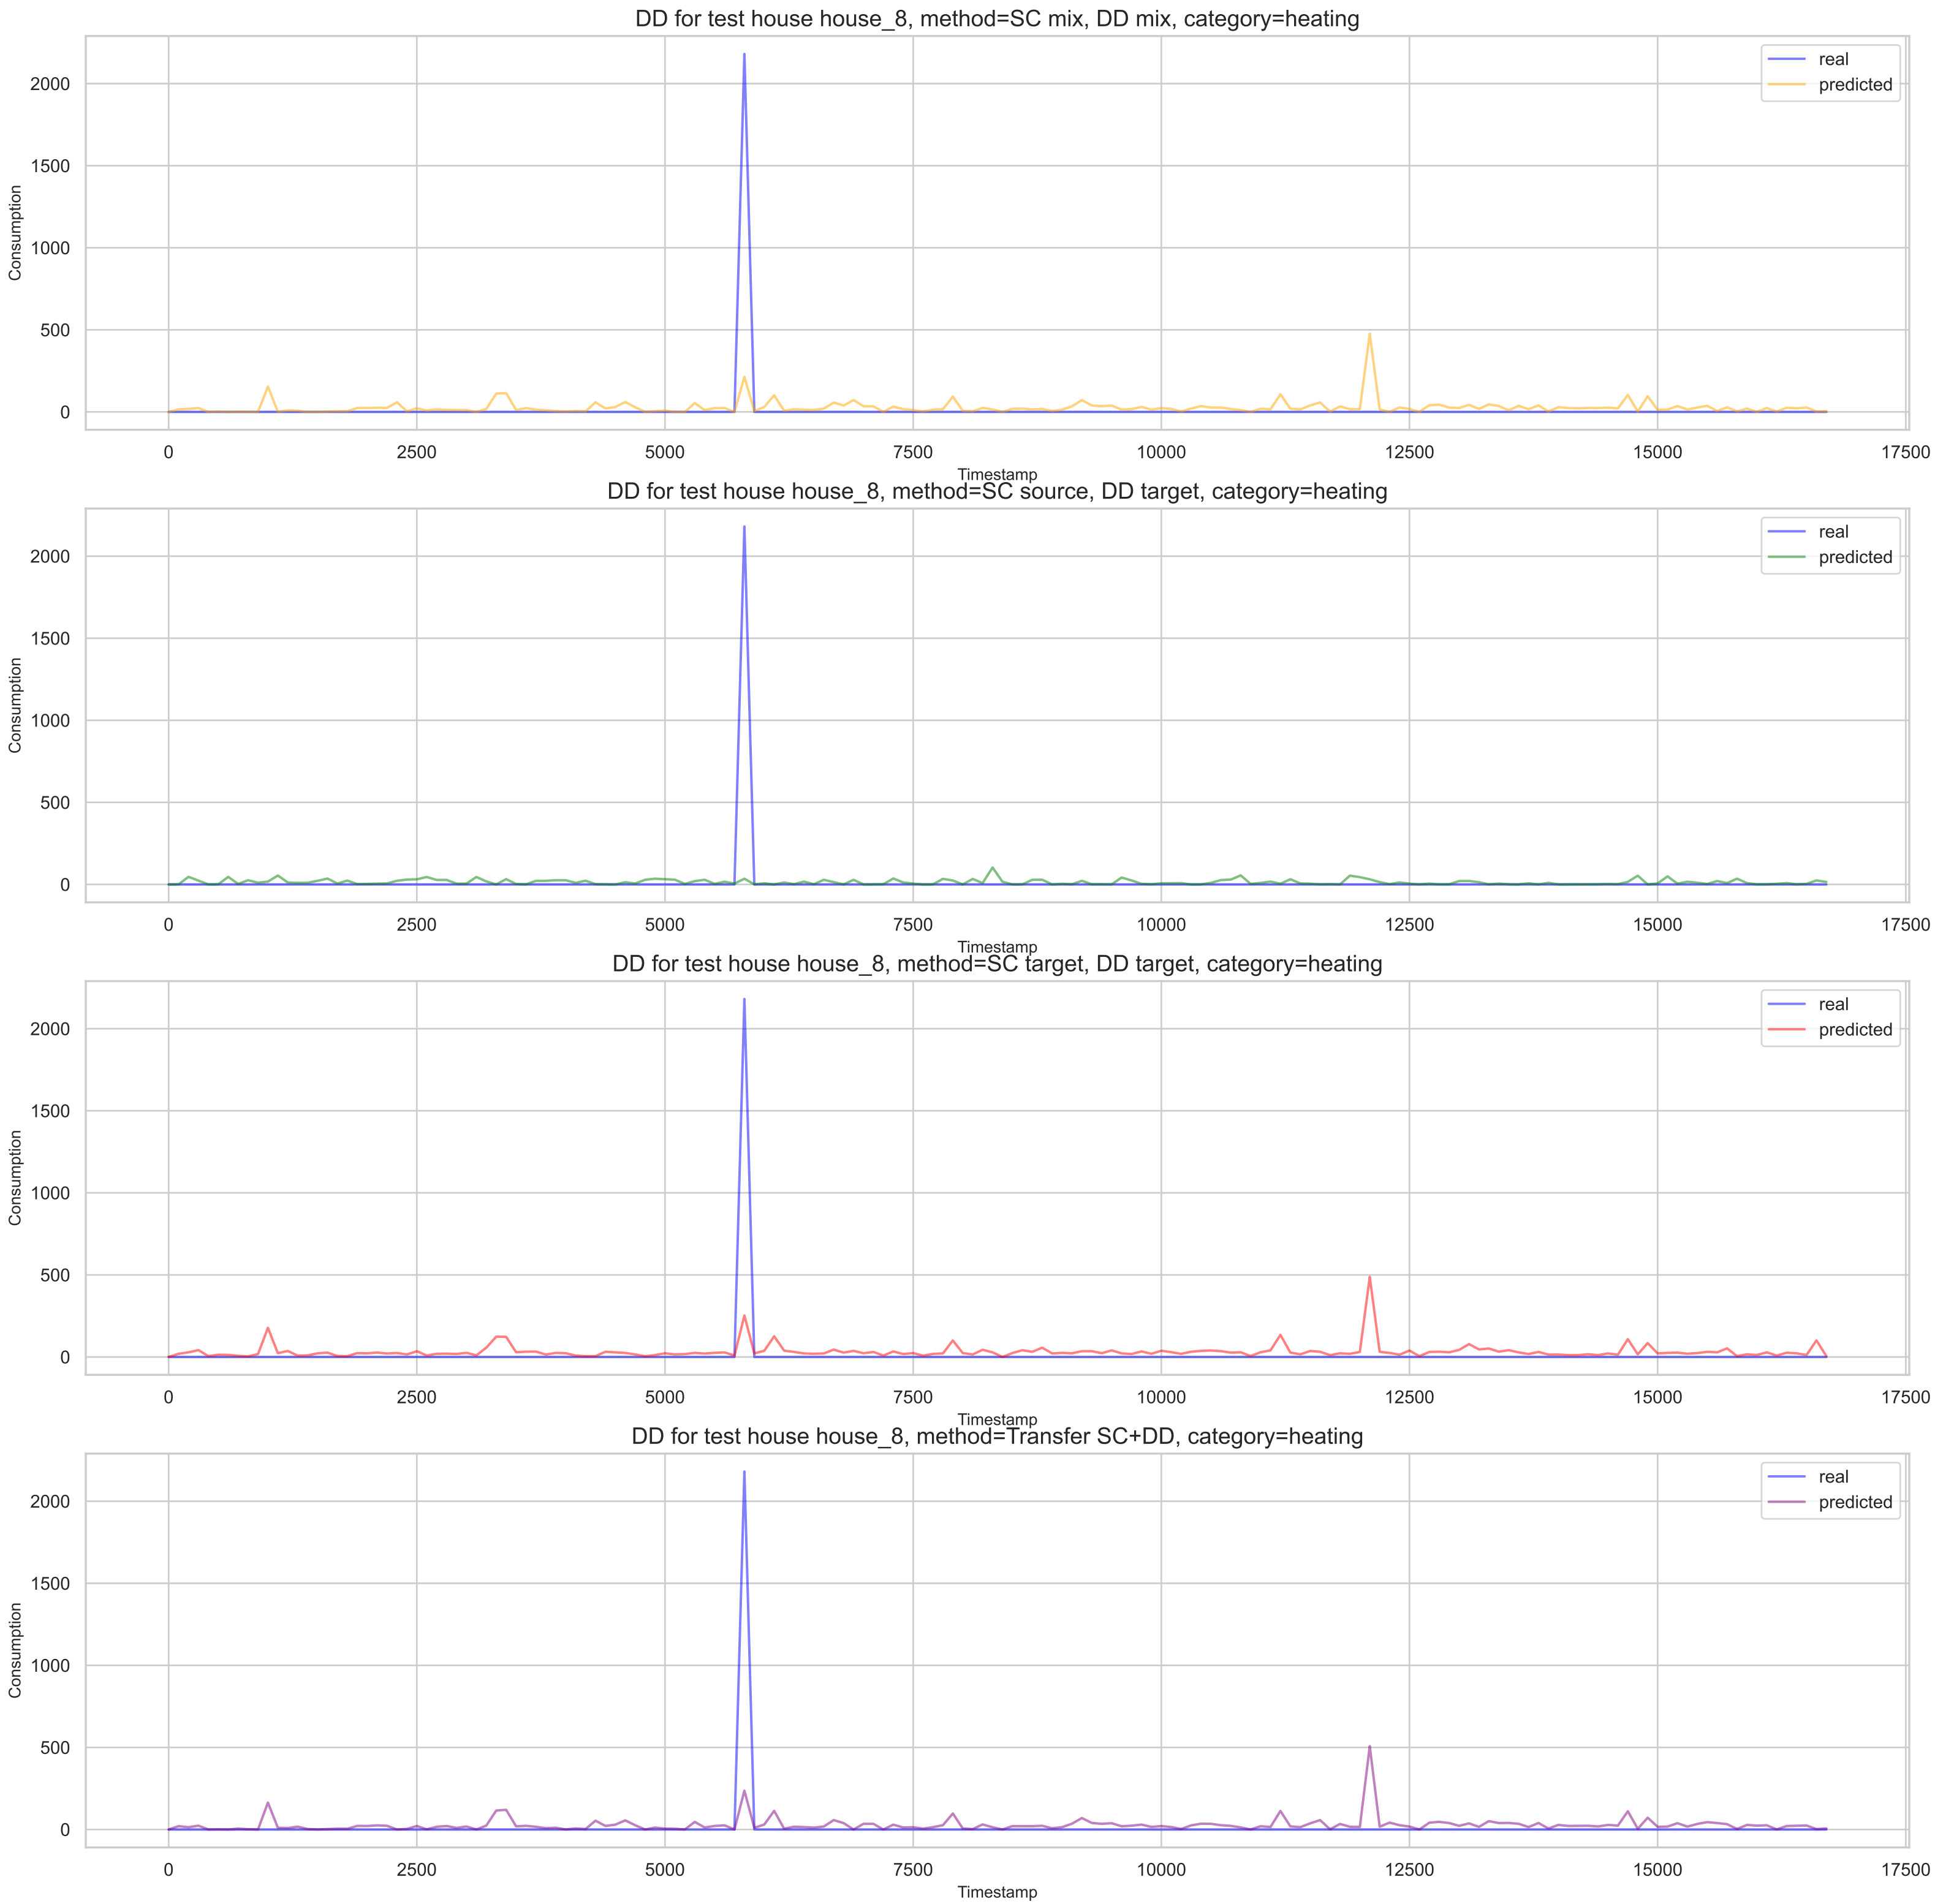 DD for test house house_8, method=SC mix, DD mix, category=heating
real
predicted
2000
1500
1000
500
0
Consumption
0 2500 5000 7500 10000 12500 15000 17500
Timestamp
DD for test house house_8, method=SC source, DD target, category=heating
real
predicted
2000
1500
1000
500
0
Consumption
0 2500 5000 7500 10000 12500 15000 17500
Timestamp
DD for test house house_8, method=SC target, DD target, category=heating
real
predicted
2000
1500
1000
500
0
Consumption
0 2500 5000 7500 10000 12500 15000 17500
Timestamp
DD for test house house_8, method=Transfer SC+DD, category=heating
real
predicted
2000
1500
1000
500
0
Consumption
0 2500 5000 7500 10000 12500 15000 17500
Timestamp